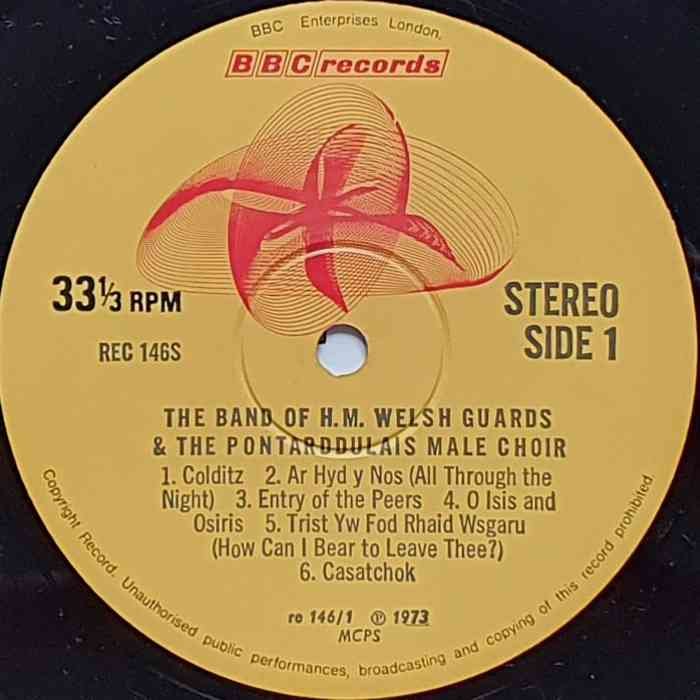 BBC Enterprises London.
BBC records
33 1/3 RPM
STEREO
SIDE 1
REC 146S
THE BAND OF H.M. WELSH GUARDS
& THE PONTARDDULAIS MALE CHOIR
1. Colditz 2. Ar Hyd y Nos (All Through the
Night) 3. Entry of the Peers 4. O Isis and
Osiris 5. Trist Yw Fod Rhaid Wsgaru
(How Can I Bear to Leave Thee?)
6. Casatchok
re 146/1 ℗ 1973
MCPS
Copyright Record. Unauthorised public performances, broadcasting and copying of this record prohibited